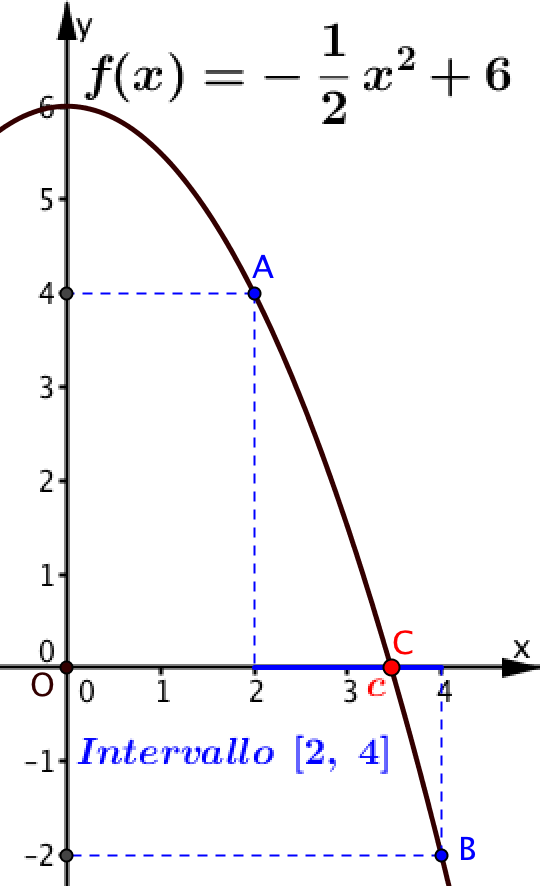 y
f(x) = − 1/2 x² + 6
6
5
A
4
3
2
1
C
0
x
O
0 1 2 3 c 4
−1
Intervallo [2, 4]
−2
B